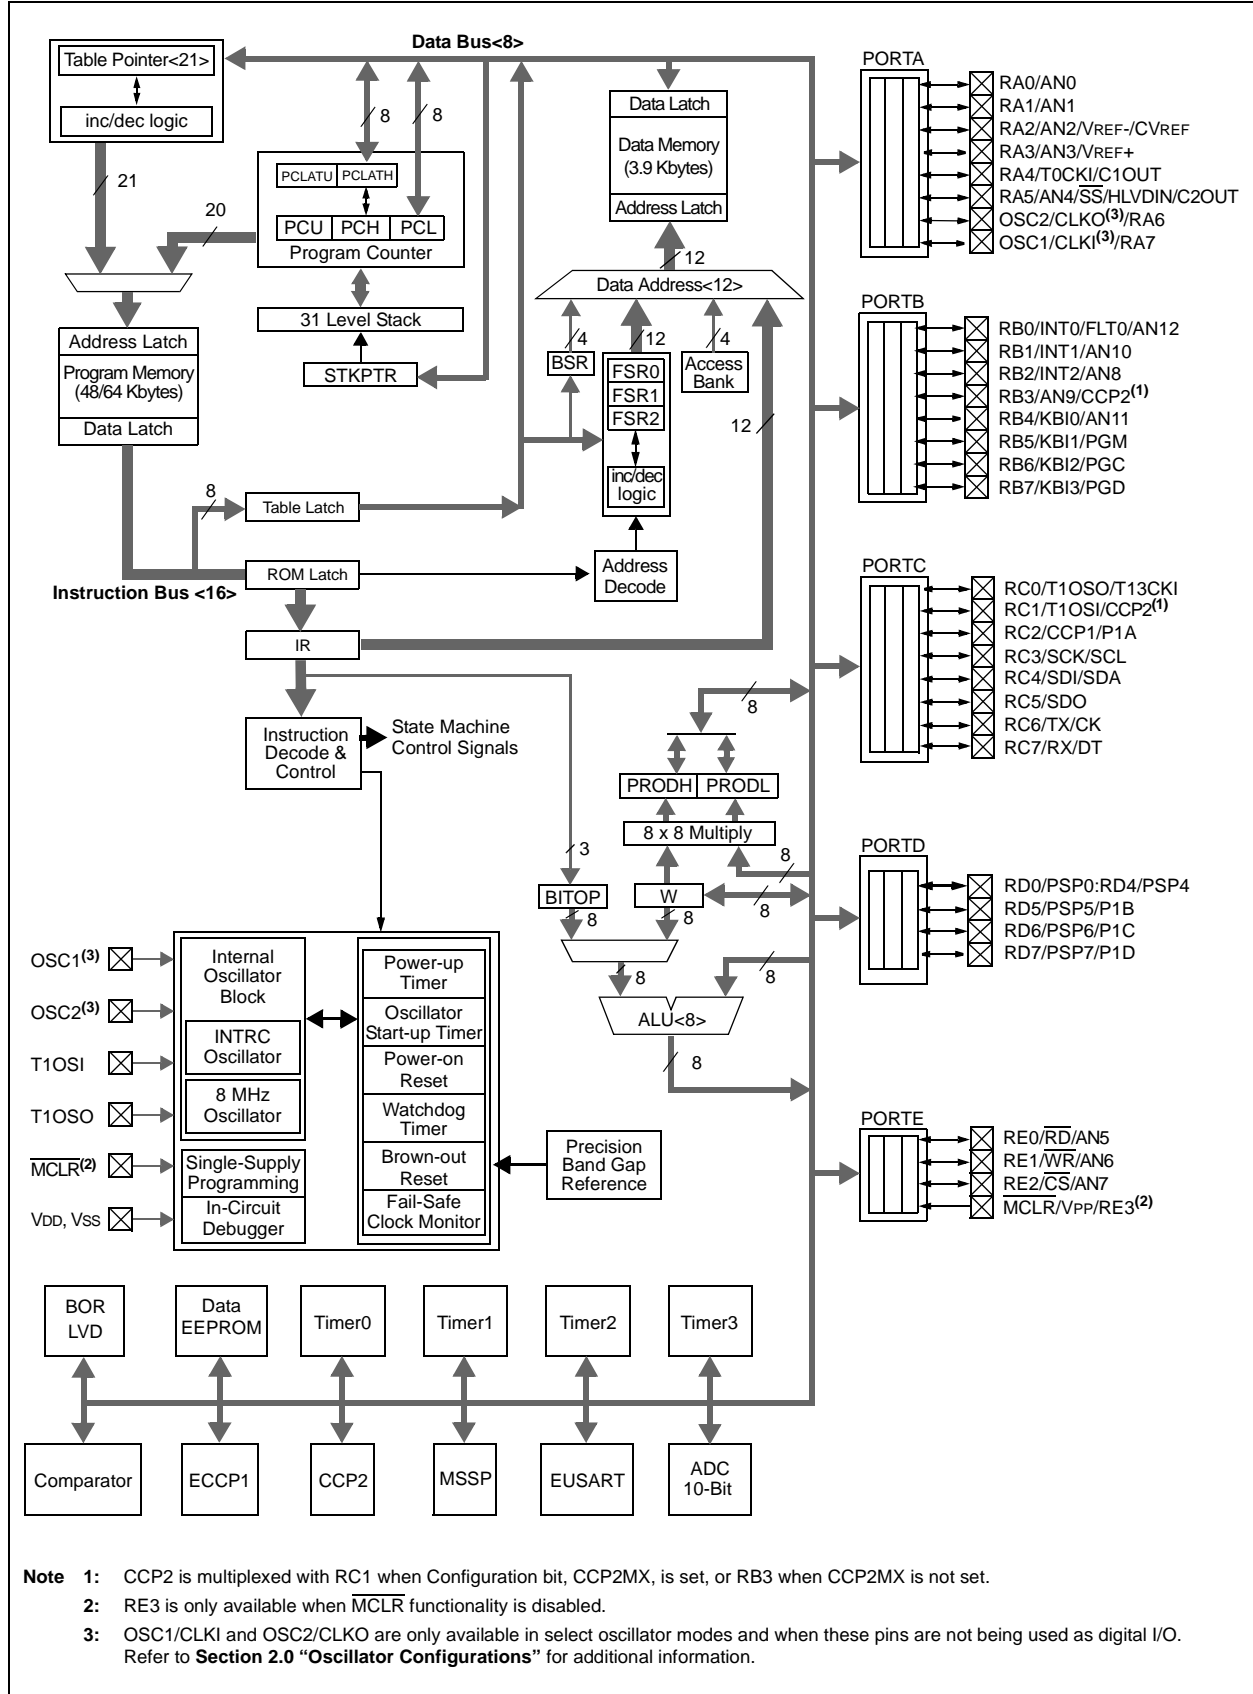 Data Bus<8>
Table Pointer<21>
inc/dec logic
21
20
8
8
PCLATU PCLATH
PCU PCH PCL
Program Counter
31 Level Stack
STKPTR
Address Latch
Program Memory
(48/64 Kbytes)
Data Latch
8
Table Latch
ROM Latch
Instruction Bus <16>
IR
Data Latch
Data Memory
(3.9 Kbytes)
Address Latch
12
Data Address<12>
4
12
4
BSR
FSR0
FSR1
FSR2
inc/dec
logic
Access
Bank
12
Address
Decode
Instruction
Decode &
Control
State Machine
Control Signals
8
PRODH PRODL
8 x 8 Multiply
3
8
BITOP
W
8
8
8
8
8
ALU<8>
8
OSC1(3)
OSC2(3)
T1OSI
T1OSO
MCLR(2)
VDD, VSS
Internal
Oscillator
Block
INTRC
Oscillator
8 MHz
Oscillator
Single-Supply
Programming
In-Circuit
Debugger
Power-up
Timer
Oscillator
Start-up Timer
Power-on
Reset
Watchdog
Timer
Brown-out
Reset
Fail-Safe
Clock Monitor
Precision
Band Gap
Reference
PORTA
RA0/AN0
RA1/AN1
RA2/AN2/VREF-/CVREF
RA3/AN3/VREF+
RA4/T0CKI/C1OUT
RA5/AN4/SS/HLVDIN/C2OUT
OSC2/CLKO(3)/RA6
OSC1/CLKI(3)/RA7
PORTB
RB0/INT0/FLT0/AN12
RB1/INT1/AN10
RB2/INT2/AN8
RB3/AN9/CCP2(1)
RB4/KBI0/AN11
RB5/KBI1/PGM
RB6/KBI2/PGC
RB7/KBI3/PGD
PORTC
RC0/T1OSO/T13CKI
RC1/T1OSI/CCP2(1)
RC2/CCP1/P1A
RC3/SCK/SCL
RC4/SDI/SDA
RC5/SDO
RC6/TX/CK
RC7/RX/DT
PORTD
RD0/PSP0:RD4/PSP4
RD5/PSP5/P1B
RD6/PSP6/P1C
RD7/PSP7/P1D
PORTE
RE0/RD/AN5
RE1/WR/AN6
RE2/CS/AN7
MCLR/VPP/RE3(2)
BOR
LVD
Data
EEPROM
Timer0
Timer1
Timer2
Timer3
Comparator
ECCP1
CCP2
MSSP
EUSART
ADC
10-Bit
Note 1: CCP2 is multiplexed with RC1 when Configuration bit, CCP2MX, is set, or RB3 when CCP2MX is not set.
2: RE3 is only available when MCLR functionality is disabled.
3: OSC1/CLKI and OSC2/CLKO are only available in select oscillator modes and when these pins are not being used as digital I/O.
Refer to Section 2.0 “Oscillator Configurations” for additional information.